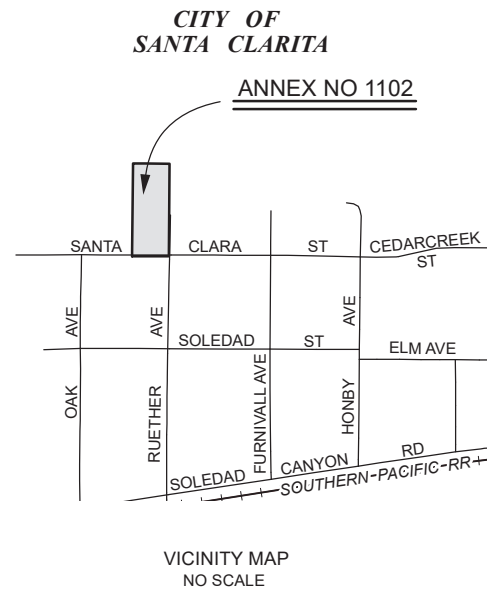 CITY OF
SANTA CLARITA
ANNEX NO 1102
SANTA CLARA ST CEDARCREEK
ST
OAK AVE
RUETHER AVE
SOLEDAD ST
FURNIVALL AVE
HONBY AVE
ELM AVE
SOLEDAD CANYON RD
SOUTHERN-PACIFIC-RR
VICINITY MAP
NO SCALE